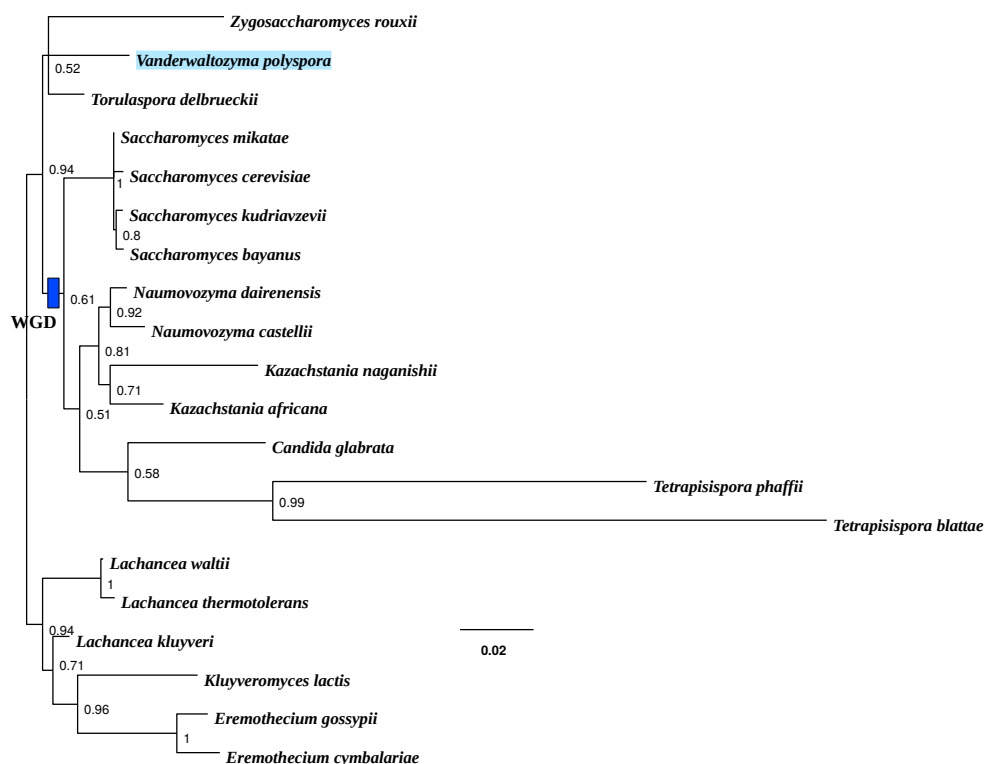 Zygosaccharomyces rouxii
Vanderwaltozyma polyspora
0.52
Torulaspora delbrueckii
Saccharomyces mikatae
0.94
Saccharomyces cerevisiae
1
Saccharomyces kudriavzevii
0.8
Saccharomyces bayanus
Naumovozyma dairenensis
0.61
0.92
WGD
Naumovozyma castellii
0.81
Kazachstania naganishii
0.71
Kazachstania africana
0.51
Candida glabrata
0.58
Tetrapisispora phaffii
0.99
Tetrapisispora blattae
Lachancea waltii
1
Lachancea thermotolerans
0.94
Lachancea kluyveri
0.02
0.71
Kluyveromyces lactis
0.96
Eremothecium gossypii
1
Eremothecium cymbalariae